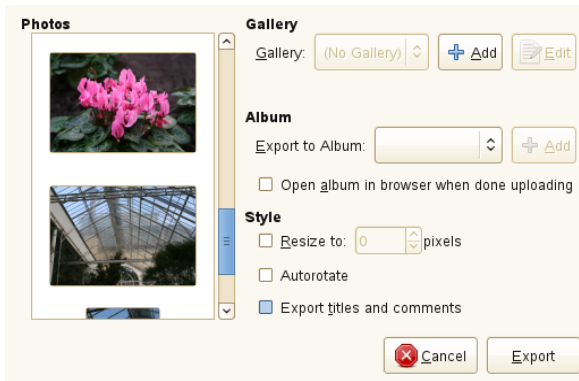 Photos
Gallery
Gallery: (No Gallery) Add Edit
Album
Export to Album: Add
Open album in browser when done uploading
Style
Resize to: 0 pixels
Autorotate
Export titles and comments
Cancel Export